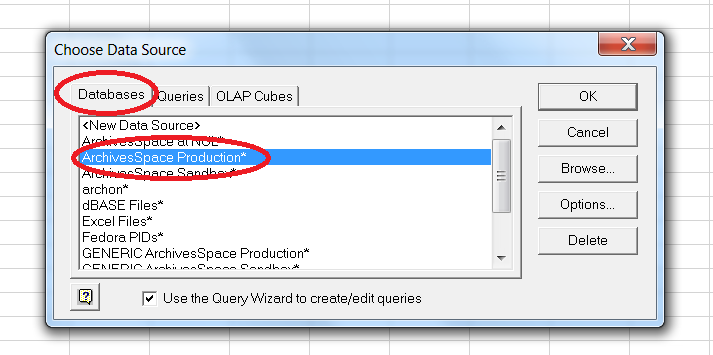 Choose Data Source
Databases Queries OLAP Cubes
<New Data Source>
ArchivesSpace at NCE*
ArchivesSpace Production*
ArchivesSpace Sandbox*
archon*
dBASE Files*
Excel Files*
Fedora PIDs*
GENERIC ArchivesSpace Production*
GENERIC ArchivesSpace Sandbox*
OK
Cancel
Browse...
Options...
Delete
Use the Query Wizard to create/edit queries